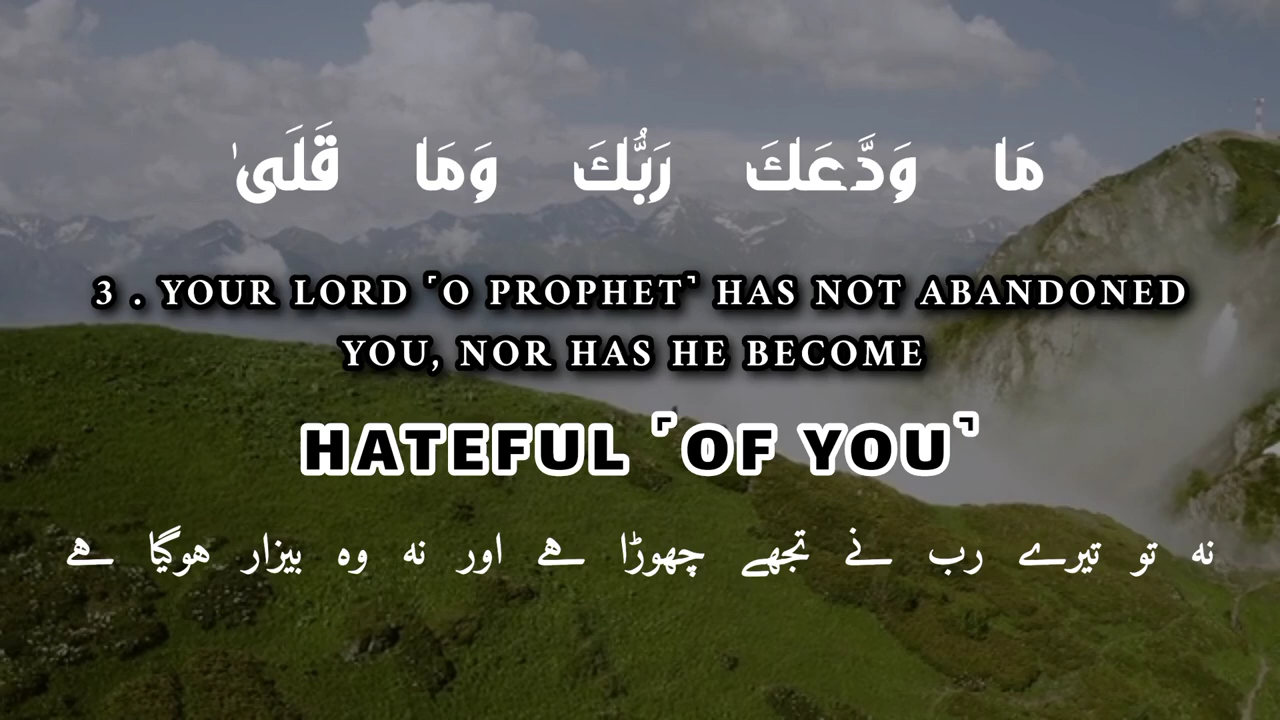 مَا وَدَّعَكَ رَبُّكَ وَمَا قَلَىٰ
3 . YOUR LORD ˹O PROPHET˺ HAS NOT ABANDONED
YOU, NOR HAS HE BECOME
HATEFUL ˹OF YOU˺
نہ تو تیرے رب نے تجھے چھوڑا ہے اور نہ وہ بیزار ہوگیا ہے